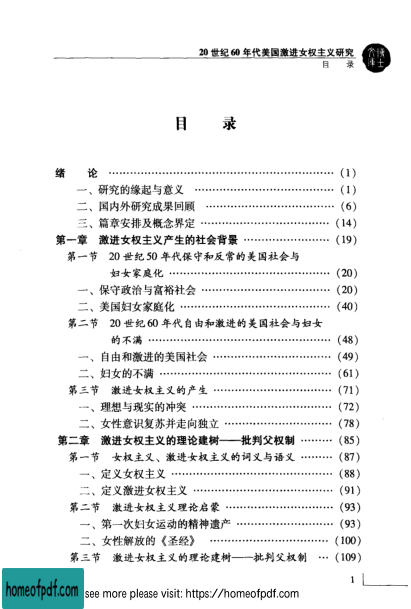 20世纪60年代美国激进女权主义研究
目 录
目 录
绪 论 ……………………………………………… (1)
一、研究的缘起与意义 ……………………… (1)
二、国内外研究成果回顾 …………………… (6)
三、篇章安排及概念界定 …………………… (14)
第一章 激进女权主义产生的社会背景 ………………… (19)
第一节 20世纪50年代保守和反常的美国社会与
妇女家庭化 …………………………… (20)
一、保守政治与富裕社会 …………………… (20)
二、美国妇女家庭化 ………………………… (40)
第二节 20世纪60年代自由和激进的美国社会与妇女
的不满 ………………………………… (48)
一、自由和激进的美国社会 ………………… (49)
二、妇女的不满 ……………………………… (61)
第三节 激进女权主义的产生 ………………… (71)
一、理想与现实的冲突 ……………………… (72)
二、女性意识复苏并走向独立 ……………… (78)
第二章 激进女权主义的理论建树——批判父权制 ……… (85)
第一节 女权主义、激进女权主义的词义与语义 ……… (87)
一、定义女权主义 …………………………… (88)
二、定义激进女权主义 ……………………… (91)
第二节 激进女权主义理论启蒙 ……………… (93)
一、第一次妇女运动的精神遗产 …………… (93)
二、女性解放的《圣经》 …………………… (100)
第三节 激进女权主义的理论建树——批判父权制 … (109)
1
homeofpdf.com
see more please visit: https://homeofpdf.com